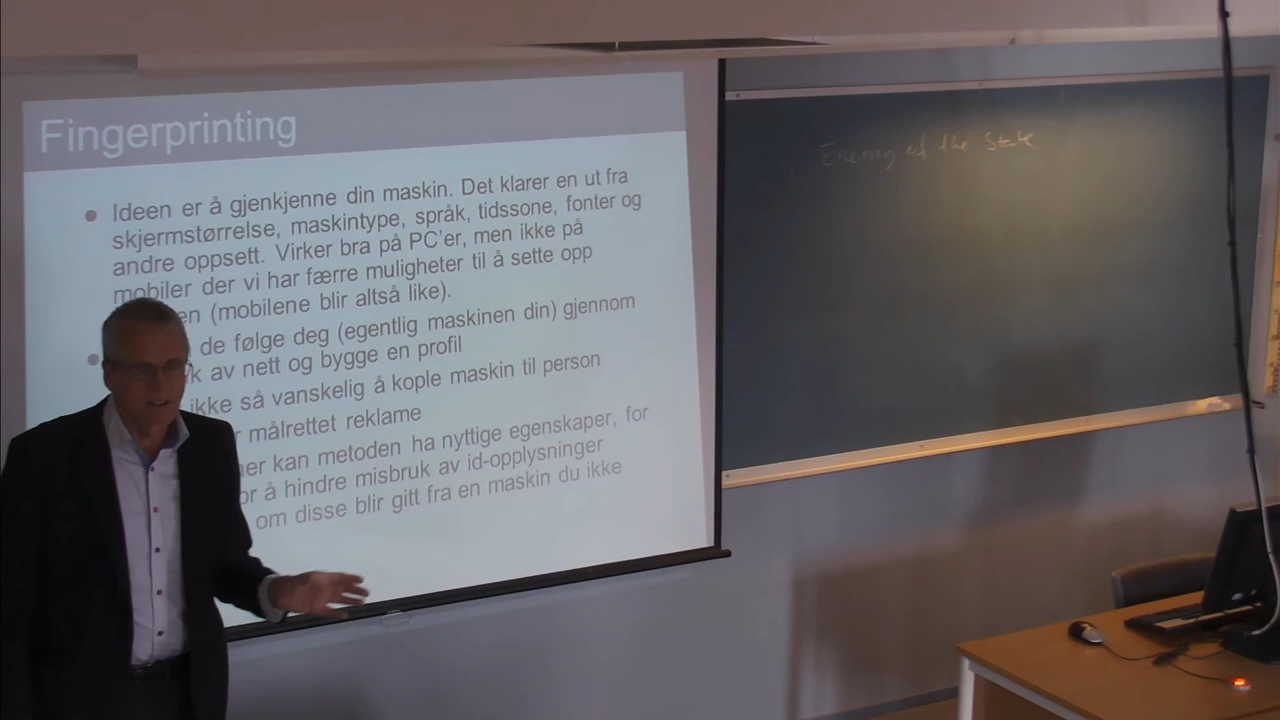 Fingerprinting
Ideen er å gjenkjenne din maskin. Det klarer en ut fra
skjermstørrelse, maskintype, språk, tidssone, fonter og
andre oppsett. Virker bra på PC'er, men ikke på
mobiler der vi har færre muligheter til å sette opp
en (mobilene blir altså like).
de følge deg (egentlig maskinen din) gjennom
k av nett og bygge en profil
ikke så vanskelig å kople maskin til person
r målrettet reklame
er kan metoden ha nyttige egenskaper, for
or å hindre misbruk av id-opplysninger
om disse blir gitt fra en maskin du ikke
Enemy of the State